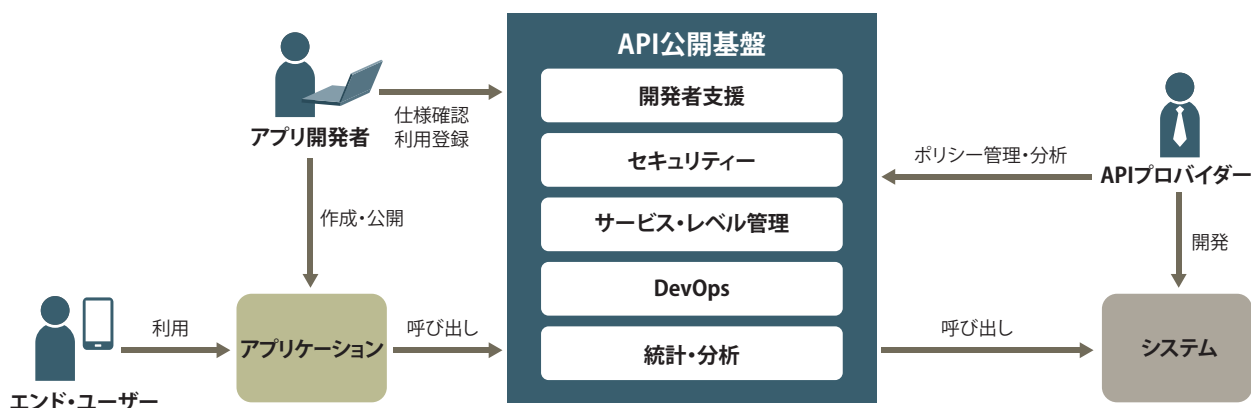 API公開基盤
開発者支援
セキュリティー
サービス・レベル管理
DevOps
統計・分析
アプリ開発者
仕様確認
利用登録
作成・公開
エンド・ユーザー
利用
アプリケーション
呼び出し
ポリシー管理・分析
APIプロバイダー
開発
呼び出し
システム